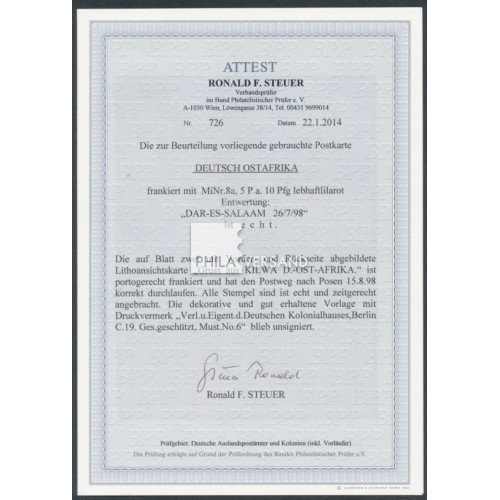 ATTEST
RONALD F. STEUER
Verbandsprüfer
im Bund Philatelistischer Prüfer e. V.
A-1030 Wien, Löwengasse 38/14, Tel. 00431 9699014
Nr. 726 Datum 22.1.2014
Die zur Beurteilung vorliegende gebrauchte Postkarte
DEUTSCH OSTAFRIKA
frankiert mit MiNr.8a, 5 P a. 10 Pfg lebhaftlilarot
Entwertung:
„DAR-ES-SALAAM 26/7/98“
ist echt.
PHILA VERSAND
Die auf Blatt zwei mit Vorder- und Rückseite abgebildete
Lithoansichtskarte „Gruss aus KILWA D.-OST-AFRIKA.“ ist
portogerecht frankiert und hat den Postweg nach Posen 15.8.98
korrekt durchlaufen. Alle Stempel sind echt und zeitgerecht
angebracht. Die dekorative und gut erhaltene Vorlage mit
Druckvermerk „Verl.u.Eigent.d.Deutschen Kolonialhauses,Berlin
C.19. Ges.geschützt, Must.No.6“ blieb unsigniert.
Steuer Ronald
Ronald F. STEUER
Prüfgebiet: Deutsche Auslandspostämter und Kolonien (inkl. Vorläufer)
Die Prüfung erfolgte auf Grund der Prüfordnung des Bundes Philatelistischer Prüfer e.V.